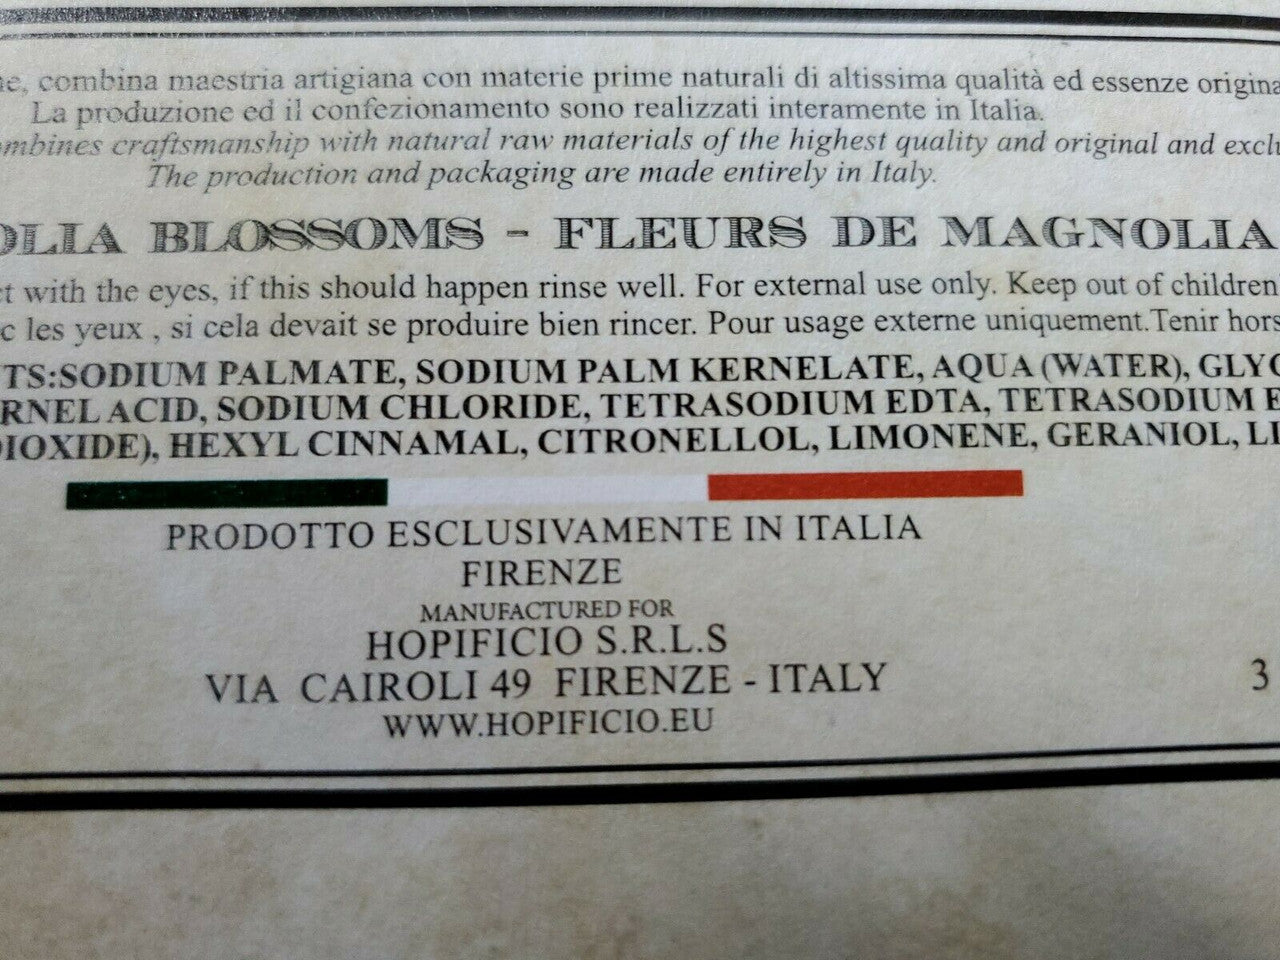 ne, combina maestria artigiana con materie prime naturali di altissima qualità ed essenze origina
La produzione ed il confezionamento sono realizzati interamente in Italia.
ombines craftsmanship with natural raw materials of the highest quality and original and exclu
The production and packaging are made entirely in Italy.
OLIA BLOSSOMS - FLEURS DE MAGNOLIA
ct with the eyes, if this should happen rinse well. For external use only. Keep out of children
c les yeux , si cela devait se produire bien rincer. Pour usage externe uniquement.Tenir hors
TS:SODIUM PALMATE, SODIUM PALM KERNELATE, AQUA (WATER), GLYC
RNEL ACID, SODIUM CHLORIDE, TETRASODIUM EDTA, TETRASODIUM E
DIOXIDE), HEXYL CINNAMAL, CITRONELLOL, LIMONENE, GERANIOL, LI
PRODOTTO ESCLUSIVAMENTE IN ITALIA
FIRENZE
MANUFACTURED FOR
HOPIFICIO S.R.L.S
VIA CAIROLI 49 FIRENZE - ITALY
3
WWW.HOPIFICIO.EU